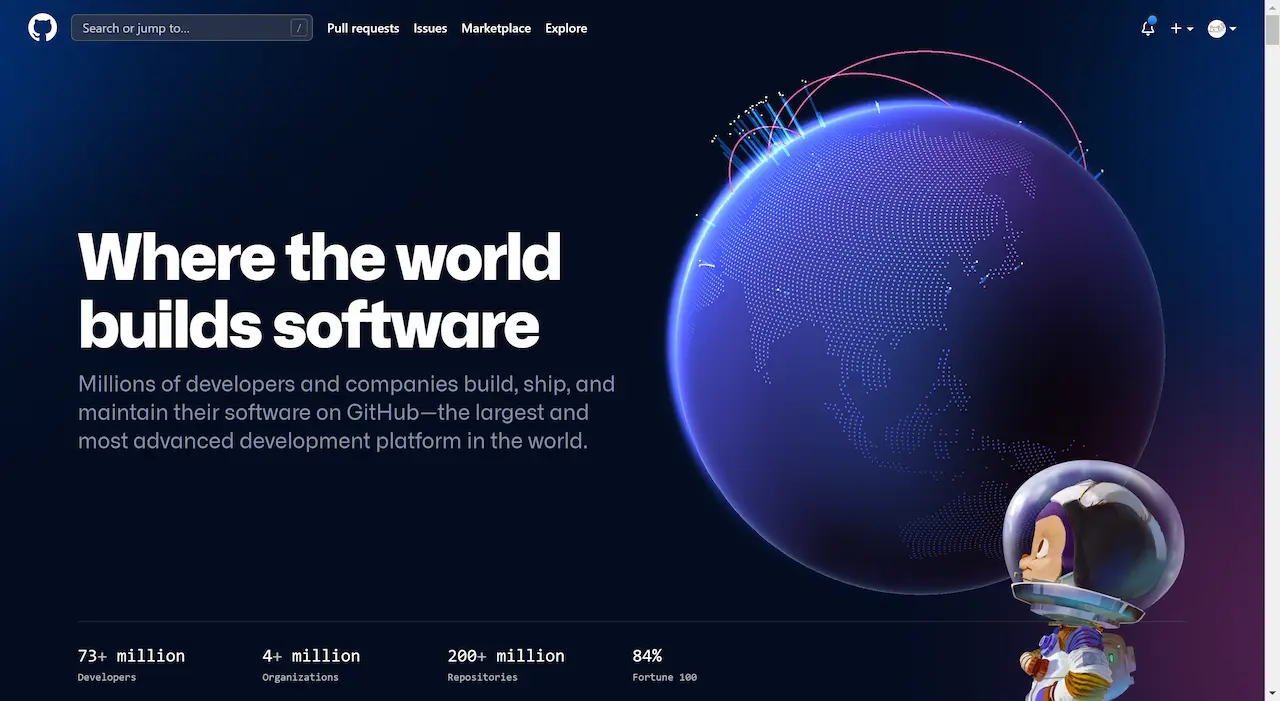 Search or jump to... /
Pull requests Issues Marketplace Explore
Where the world
builds software
Millions of developers and companies build, ship, and
maintain their software on GitHub—the largest and
most advanced development platform in the world.
73+ million
Developers
4+ million
Organizations
200+ million
Repositories
84%
Fortune 100